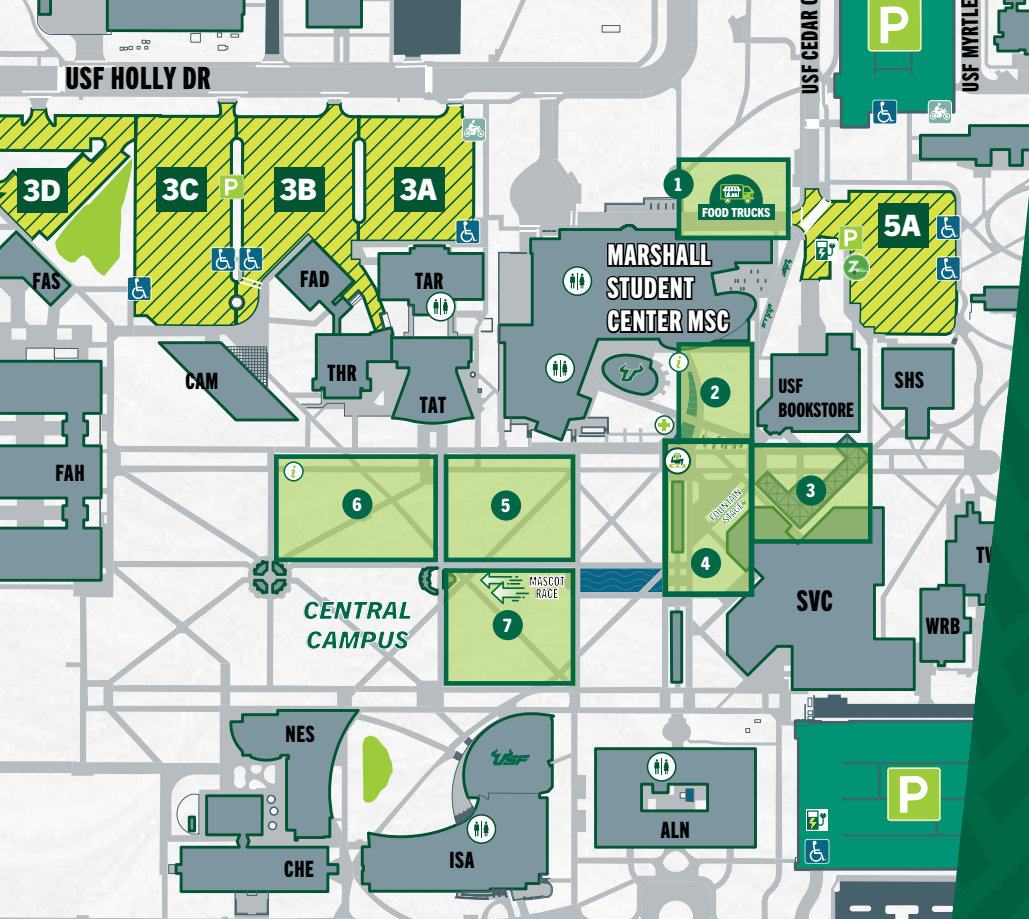 USF CEDAR
USF MYRTLE
P
USF HOLLY DR
3D
3C
P
3B
3A
1
FOOD TRUCKS
5A
P
Z
FAS
FAD
TAR
MARSHALL
STUDENT
CENTER MSC
USF
CAM
THR
TAT
i
2
USF
BOOKSTORE
SHS
FAH
i
6
5
3
FOUNTAIN
STAGE
4
MASCOT
RACE
7
CENTRAL
CAMPUS
SVC
WRB
NES
USF
P
ALN
CHE
ISA